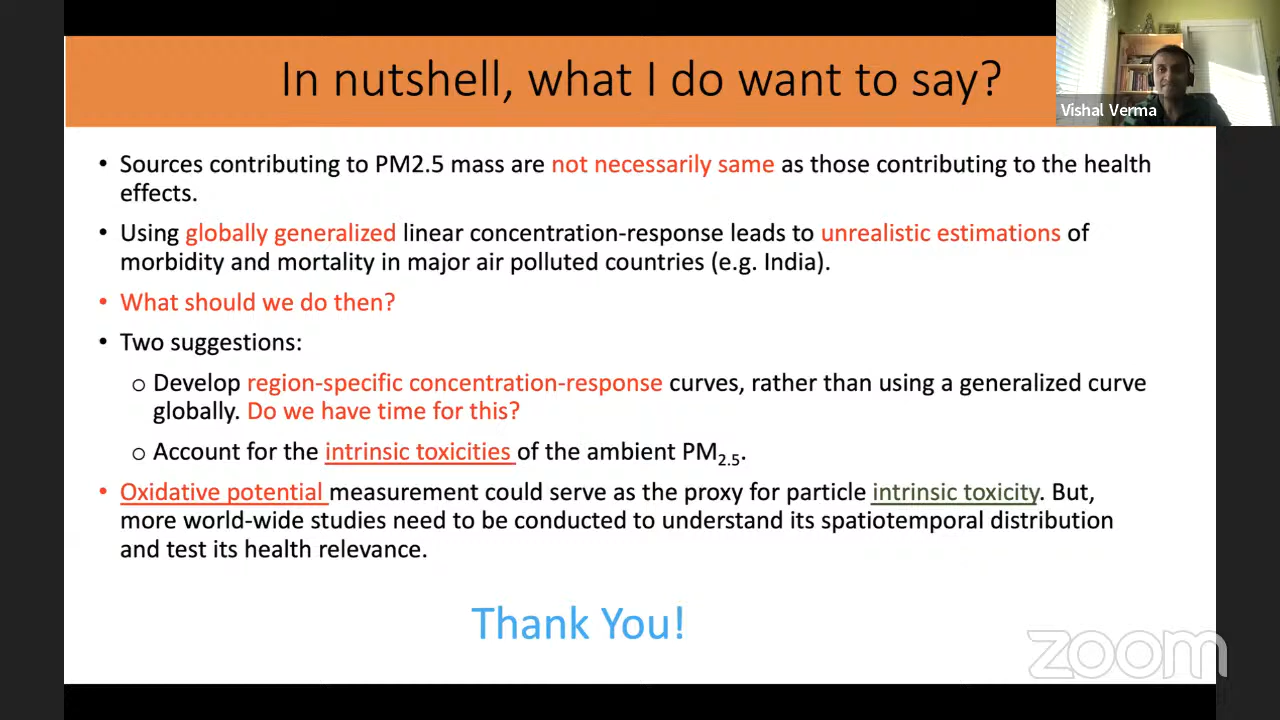 In nutshell, what I do want to say?
Vishal Verma
• Sources contributing to PM2.5 mass are not necessarily same as those contributing to the health
effects.
• Using globally generalized linear concentration-response leads to unrealistic estimations of
morbidity and mortality in major air polluted countries (e.g. India).
• What should we do then?
• Two suggestions:
o Develop region-specific concentration-response curves, rather than using a generalized curve
globally. Do we have time for this?
o Account for the intrinsic toxicities of the ambient PM2.5.
• Oxidative potential measurement could serve as the proxy for particle intrinsic toxicity. But,
more world-wide studies need to be conducted to understand its spatiotemporal distribution
and test its health relevance.
Thank You!
zoom